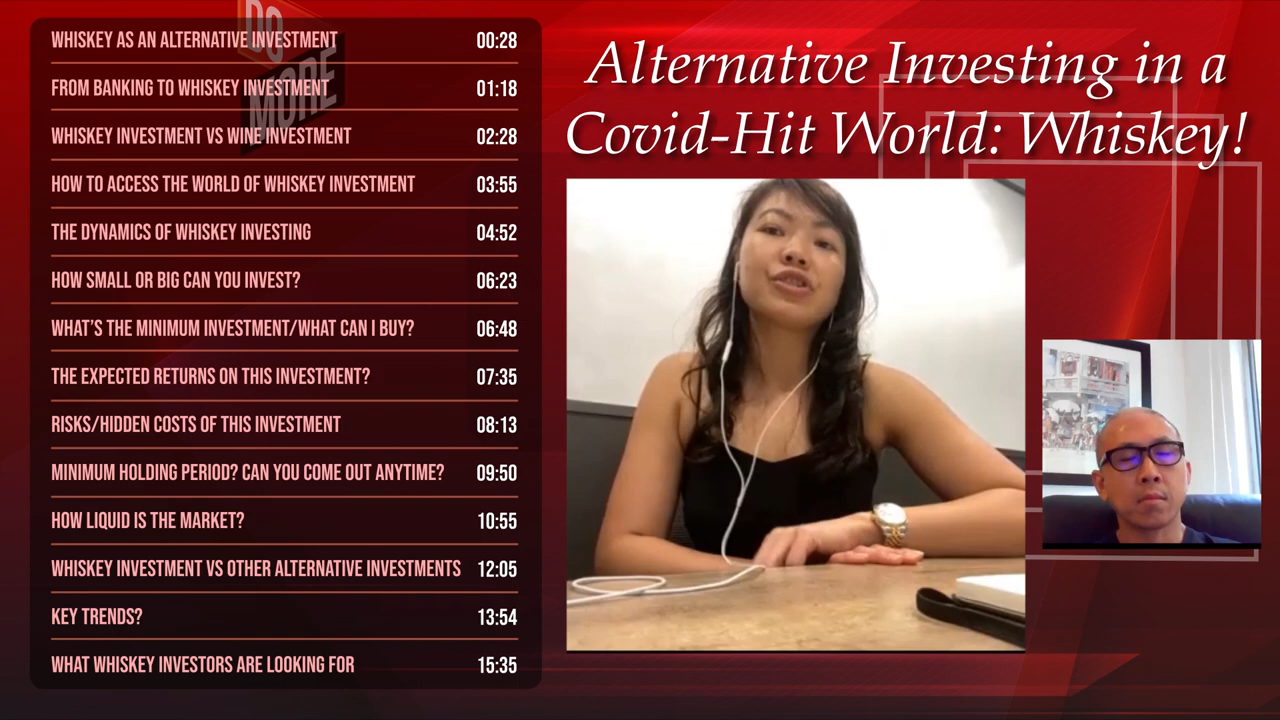 WHISKEY AS AN ALTERNATIVE INVESTMENT 00:28
FROM BANKING TO WHISKEY INVESTMENT 01:18
WHISKEY INVESTMENT VS WINE INVESTMENT 02:28
HOW TO ACCESS THE WORLD OF WHISKEY INVESTMENT 03:55
THE DYNAMICS OF WHISKEY INVESTING 04:52
HOW SMALL OR BIG CAN YOU INVEST? 06:23
WHAT'S THE MINIMUM INVESTMENT/WHAT CAN I BUY? 06:48
THE EXPECTED RETURNS ON THIS INVESTMENT? 07:35
RISKS/HIDDEN COSTS OF THIS INVESTMENT 08:13
MINIMUM HOLDING PERIOD? CAN YOU COME OUT ANYTIME? 09:50
HOW LIQUID IS THE MARKET? 10:55
WHISKEY INVESTMENT VS OTHER ALTERNATIVE INVESTMENTS 12:05
KEY TRENDS? 13:54
WHAT WHISKEY INVESTORS ARE LOOKING FOR 15:35
DO
MORE
Alternative Investing in a
Covid-Hit World: Whiskey!